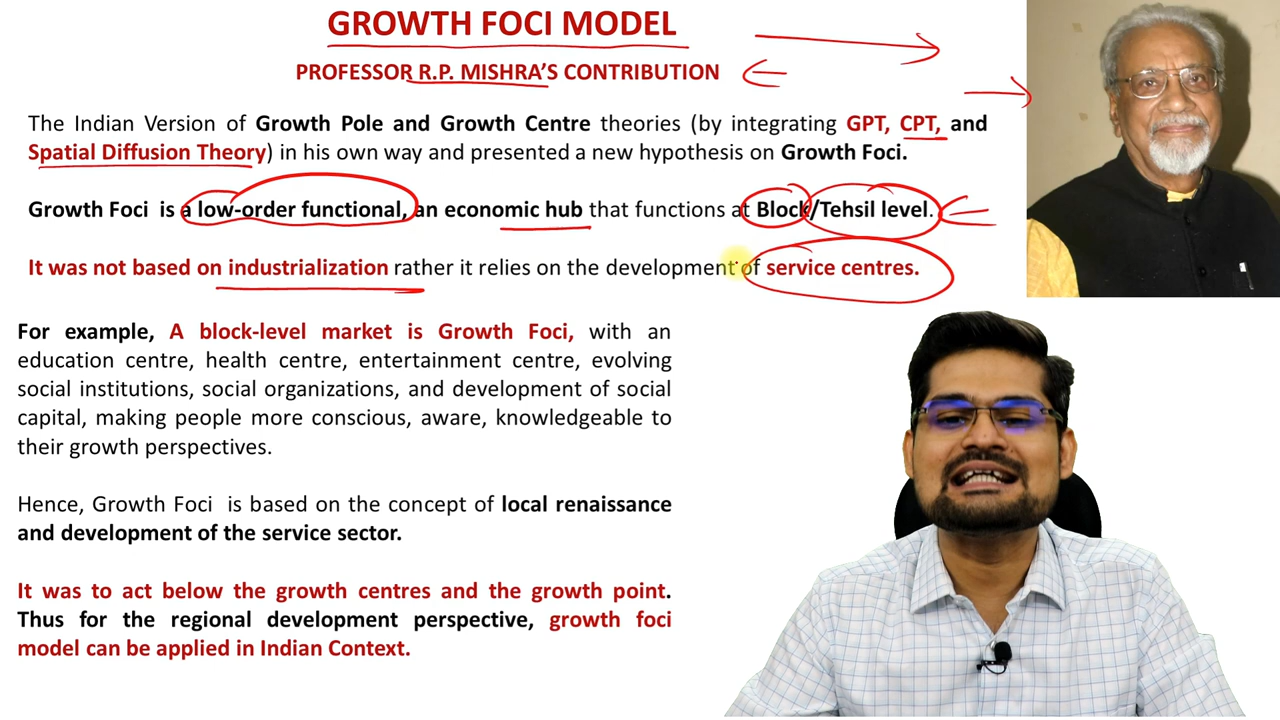 GROWTH FOCI MODEL
PROFESSOR R.P. MISHRA'S CONTRIBUTION
The Indian Version of Growth Pole and Growth Centre theories (by integrating GPT, CPT, and
Spatial Diffusion Theory) in his own way and presented a new hypothesis on Growth Foci.
Growth Foci is a low-order functional, an economic hub that functions at Block/Tehsil level.
It was not based on industrialization rather it relies on the development of service centres.
For example, A block-level market is Growth Foci, with an
education centre, health centre, entertainment centre, evolving
social institutions, social organizations, and development of social
capital, making people more conscious, aware, knowledgeable to
their growth perspectives.
Hence, Growth Foci is based on the concept of local renaissance
and development of the service sector.
It was to act below the growth centres and the growth point.
Thus for the regional development perspective, growth foci
model can be applied in Indian Context.